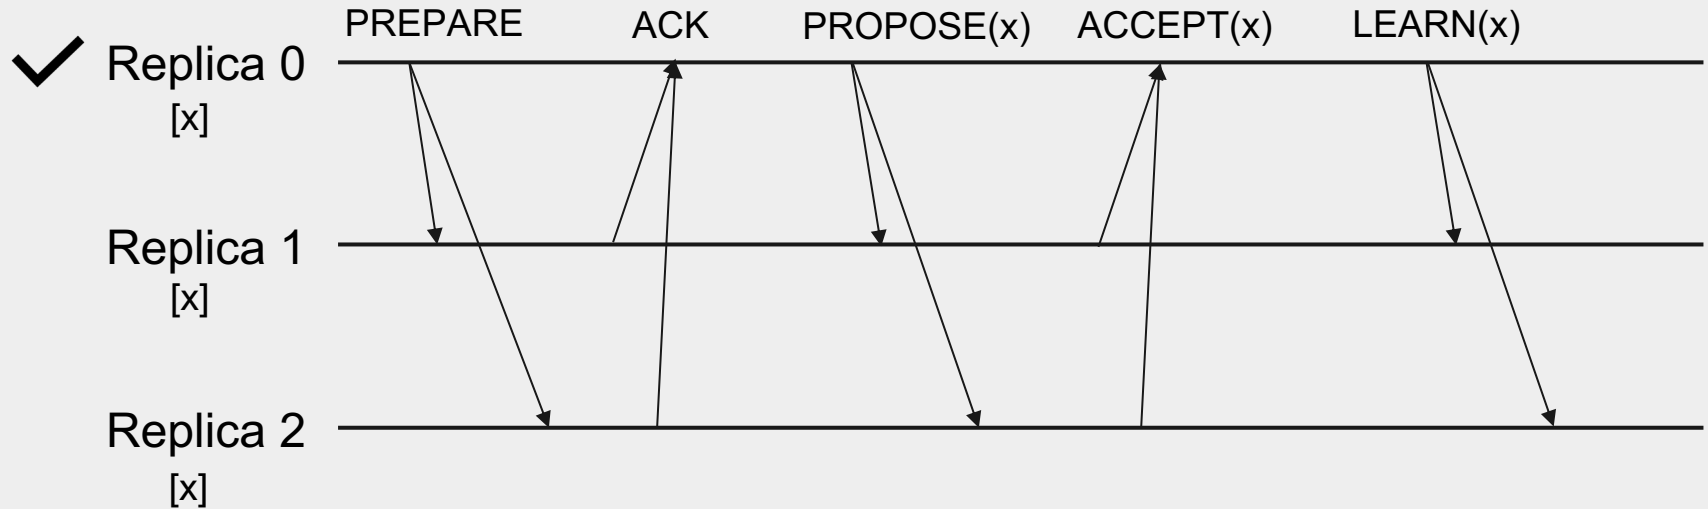 PREPARE ACK PROPOSE(x) ACCEPT(x) LEARN(x)
Replica 0
[x]
Replica 1
[x]
Replica 2
[x]